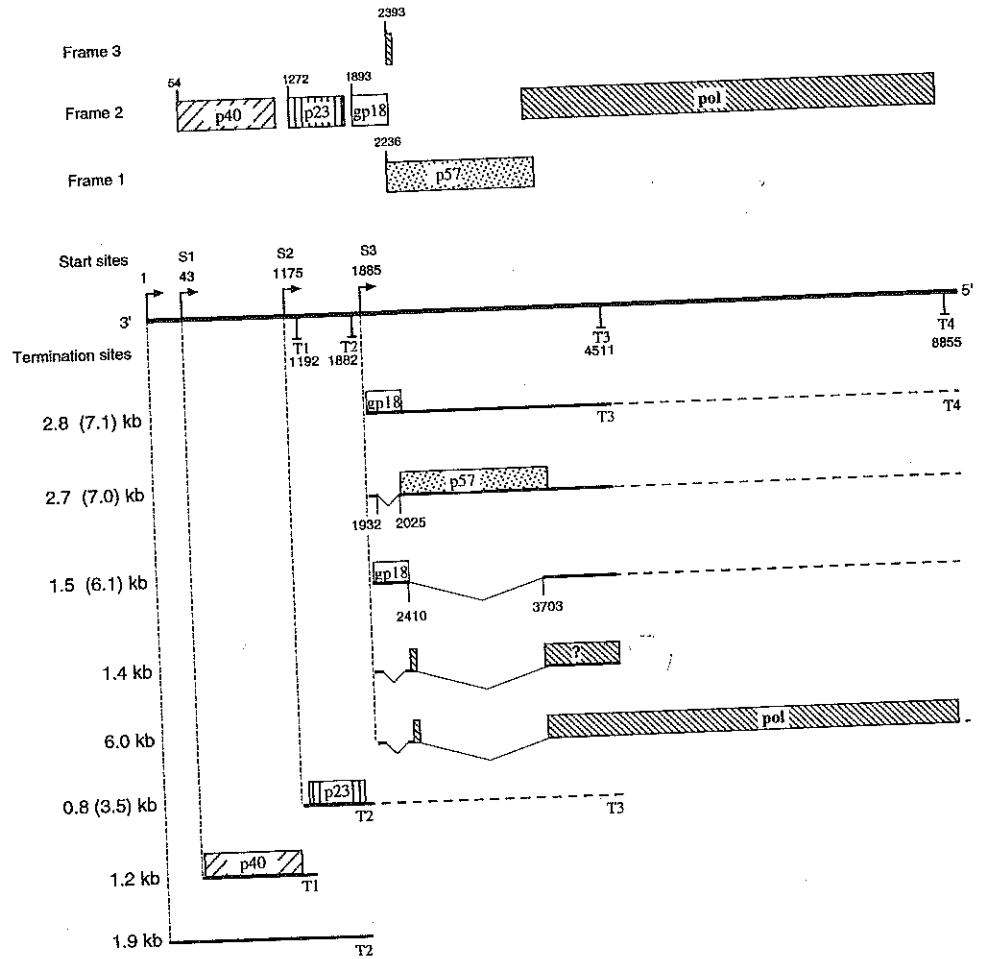 2393
Frame 3
54 1272 1893
Frame 2 p40 p23 gp18 pol
2236
Frame 1 p57
Start sites S1 S2 S3
1 43 1175 1885
3' 5'
T1 T2 T3 T4
Termination sites 1192 1882 4511 8855
gp18
2.8 (7.1) kb T3 T4
p57
2.7 (7.0) kb
1932 2025
gp18
1.5 (6.1) kb
2410 3703
?
1.4 kb
pol
6.0 kb
p23
0.8 (3.5) kb T2 T3
p40
1.2 kb T1
1.9 kb T2